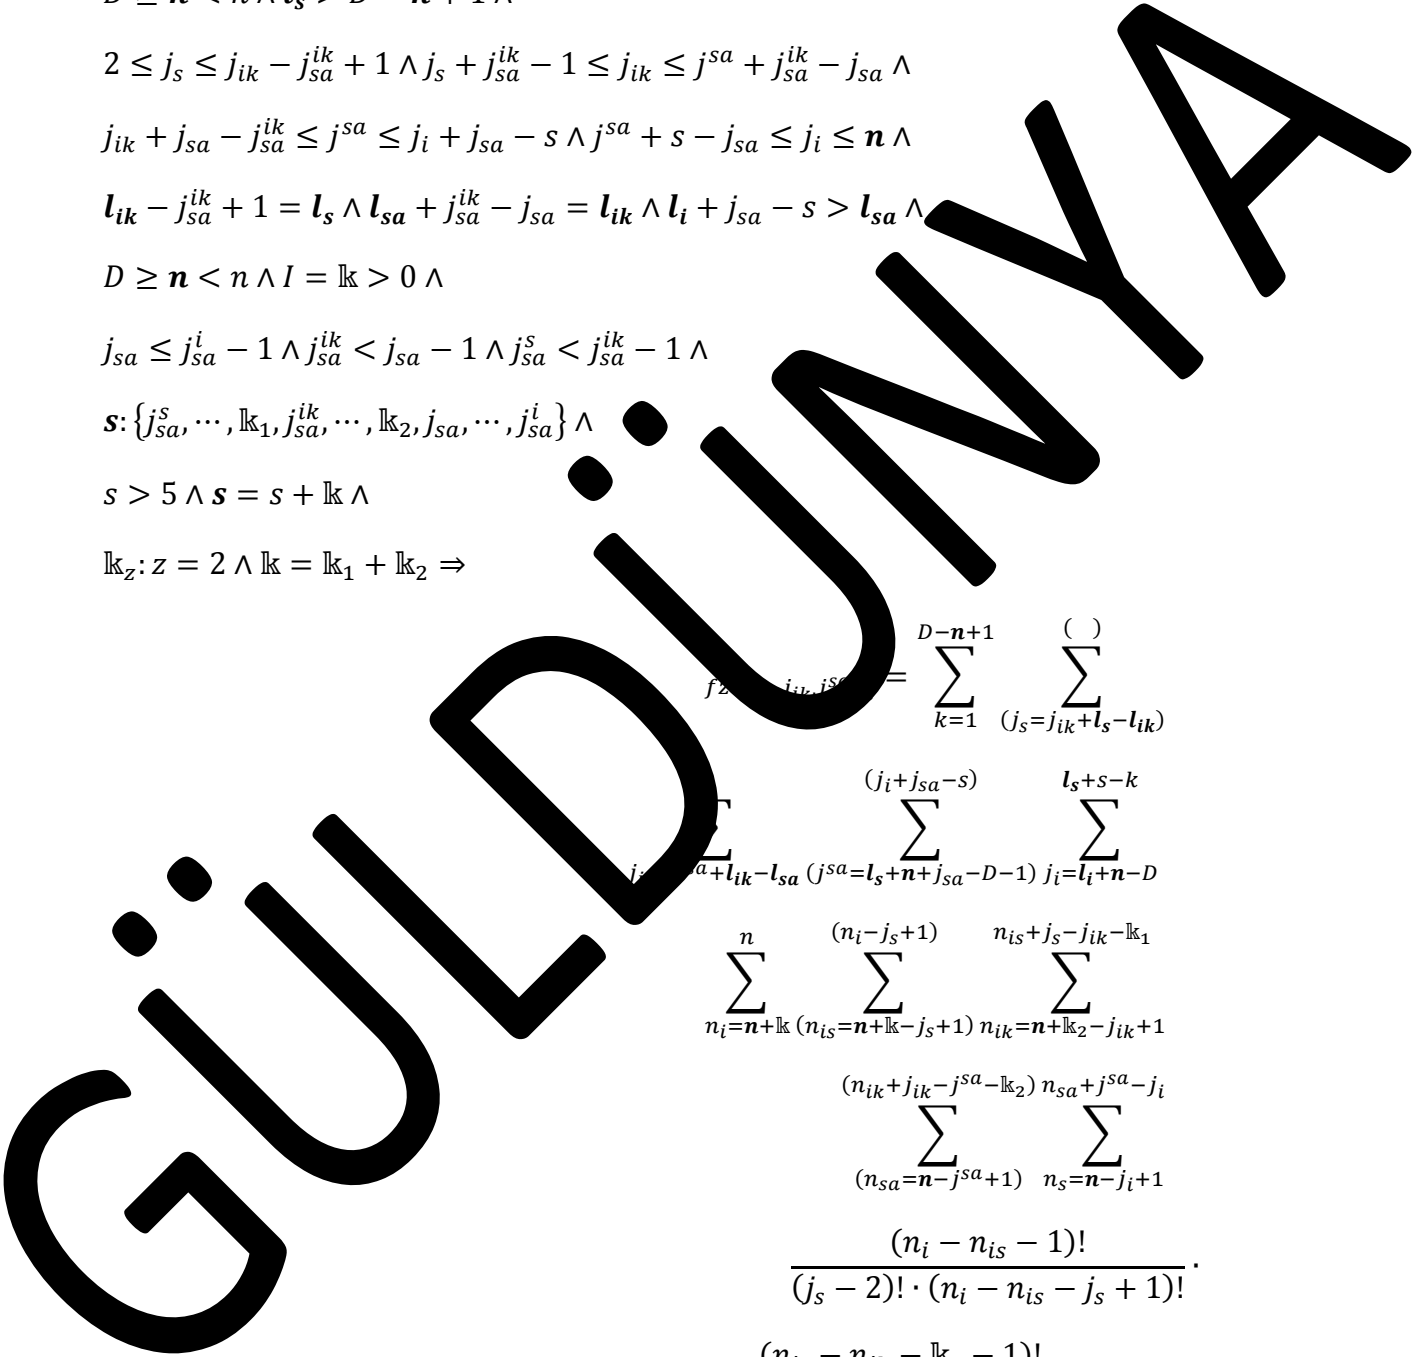 2 ≤ j_s ≤ j_{ik} − j_{sa}^{ik} + 1 ∧ j_s + j_{sa}^{ik} − 1 ≤ j_{ik} ≤ j^{sa} + j_{sa}^{ik} − j_{sa} ∧
j_{ik} + j_{sa} − j_{sa}^{ik} ≤ j^{sa} ≤ j_i + j_{sa} − s ∧ j^{sa} + s − j_{sa} ≤ j_i ≤ n ∧
l_{ik} − j_{sa}^{ik} + 1 = l_s ∧ l_{sa} + j_{sa}^{ik} − j_{sa} = l_{ik} ∧ l_i + j_{sa} − s > l_{sa} ∧
D ≥ n < n ∧ I = 𝕜 > 0 ∧
j_{sa} ≤ j_{sa}^{i} − 1 ∧ j_{sa}^{ik} < j_{sa} − 1 ∧ j_{sa}^{s} < j_{sa}^{ik} − 1 ∧
s: {j_{sa}^{s}, ⋯ , 𝕜_1, j_{sa}^{ik}, ⋯ , 𝕜_2, j_{sa}, ⋯ , j_{sa}^{i}} ∧
s > 5 ∧ s = s + 𝕜 ∧
𝕜_z: z = 2 ∧ 𝕜 = 𝕜_1 + 𝕜_2 ⇒
= ∑_{k=1}^{D−n+1} ∑_{(j_s=j_{ik}+l_s−l_{ik})}^{( )}
∑_{+l_{ik}−l_{sa}} ∑_{(j^{sa}=l_s+n+j_{sa}−D−1)}^{(j_i+j_{sa}−s)} ∑_{j_i=l_i+n−D}^{l_s+s−k}
∑_{n_i=n+𝕜}^{n} ∑_{(n_{is}=n+𝕜−j_s+1)}^{(n_i−j_s+1)} ∑_{n_{ik}=n+𝕜_2−j_{ik}+1}^{n_{is}+j_s−j_{ik}−𝕜_1}
∑_{(n_{sa}=n−j^{sa}+1)}^{(n_{ik}+j_{ik}−j^{sa}−𝕜_2)} ∑_{n_s=n−j_i+1}^{n_{sa}+j^{sa}−j_i}
(n_i − n_{is} − 1)!
(j_s − 2)! · (n_i − n_{is} − j_s + 1)! ·
GÜLDÜNYA